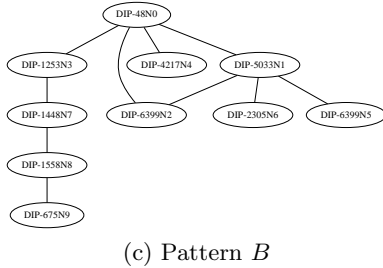 DIP-48N0
DIP-1253N3 DIP-4217N4 DIP-5033N1
DIP-1448N7 DIP-6399N2 DIP-2305N6 DIP-6399N5
DIP-1558N8
DIP-675N9
(c) Pattern B